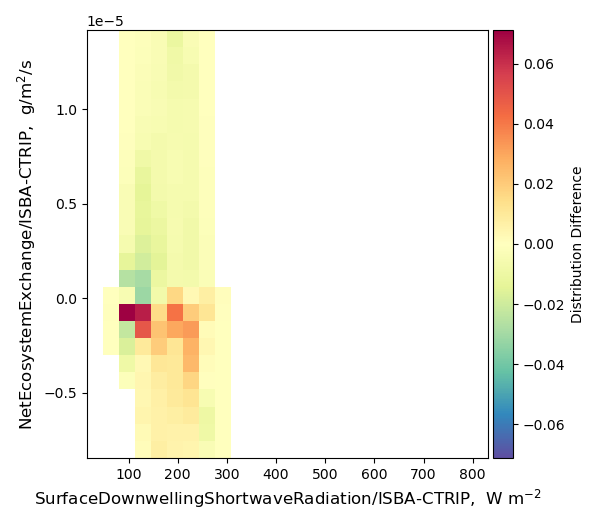 1e−5
NetEcosystemExchange/ISBA-CTRIP, g/m²/s
1.0
0.5
0.0
−0.5
100 200 300 400 500 600 700 800
SurfaceDownwellingShortwaveRadiation/ISBA-CTRIP, W m⁻²
0.06
0.04
0.02
0.00
−0.02
−0.04
−0.06
Distribution Difference